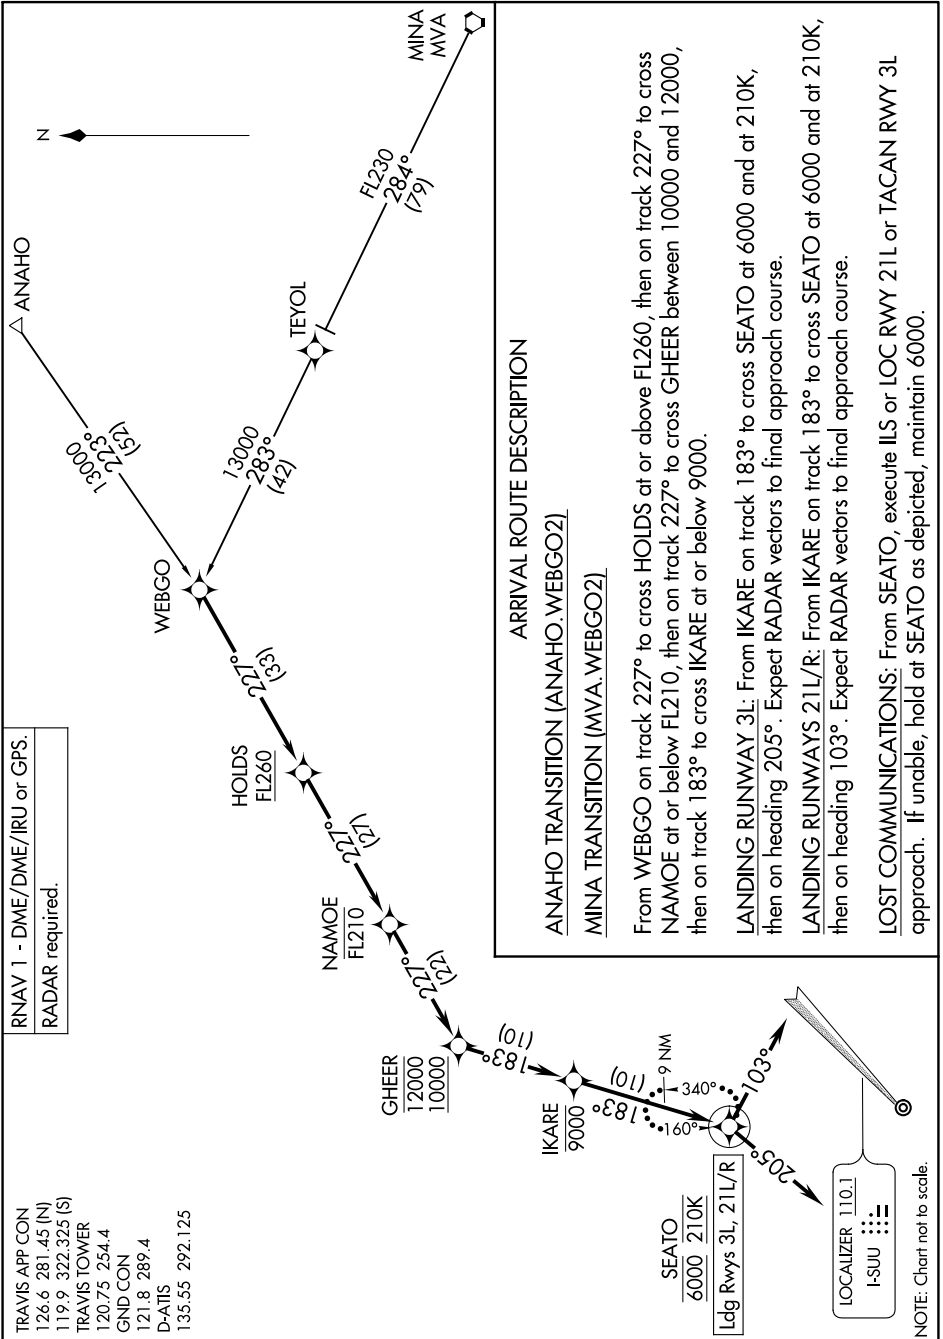 TRAVIS APP CON
126.6 281.45 (N)
119.9 322.325 (S)
TRAVIS TOWER
120.75 254.4
GND CON
121.8 289.4
D-ATIS
135.55 292.125
RNAV 1 - DME/DME/IRU or GPS.
RADAR required.
N
ANAHO
13000
223°
(52)
MINA
MVA
FL230
284°
(79)
TEYOL
13000
283°
(42)
WEBGO
227°
(33)
HOLDS
FL260
227°
(27)
NAMOE
FL210
227°
(22)
GHEER
12000
10000
183°
(10)
IKARE
9000
183°
(10)
9 NM
340°
160°
SEATO
6000 210K
Ldg Rwys 3L, 21L/R
103°
205°
LOCALIZER 110.1
I-SUU
NOTE: Chart not to scale.
ARRIVAL ROUTE DESCRIPTION
ANAHO TRANSITION (ANAHO.WEBGO2)
MINA TRANSITION (MVA.WEBGO2)
From WEBGO on track 227° to cross HOLDS at or above FL260, then on track 227° to cross
NAMOE at or below FL210, then on track 227° to cross GHEER between 10000 and 12000,
then on track 183° to cross IKARE at or below 9000.
LANDING RUNWAY 3L: From IKARE on track 183° to cross SEATO at 6000 and at 210K,
then on heading 205°. Expect RADAR vectors to final approach course.
LANDING RUNWAYS 21L/R: From IKARE on track 183° to cross SEATO at 6000 and at 210K,
then on heading 103°. Expect RADAR vectors to final approach course.
LOST COMMUNICATIONS: From SEATO, execute ILS or LOC RWY 21L or TACAN RWY 3L
approach. If unable, hold at SEATO as depicted, maintain 6000.